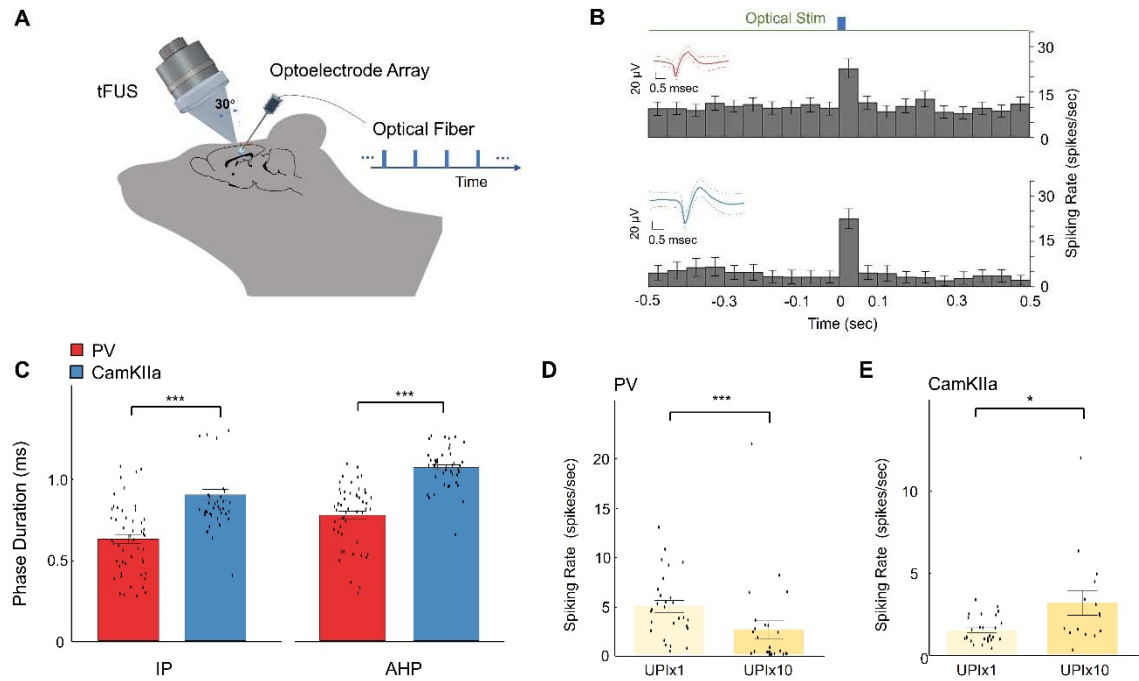 A
tFUS
30°
Optoelectrode Array
Optical Fiber
... ...
Time
B
Optical Stim
20 µV
0.5 msec
30
15
0
20 µV
0.5 msec
30
15
0
Spiking Rate (spikes/sec)
-0.5 -0.3 -0.1 0 0.1 0.3 0.5
Time (sec)
C
PV
CamKIIa
*** ***
Phase Duration (ms)
1.0
0.5
0
IP AHP
D
PV
***
Spiking Rate (spikes/sec)
20
15
10
5
0
UPIx1 UPIx10
E
CamKIIa
*
Spiking Rate (spikes/sec)
10
5
0
UPIx1 UPIx10